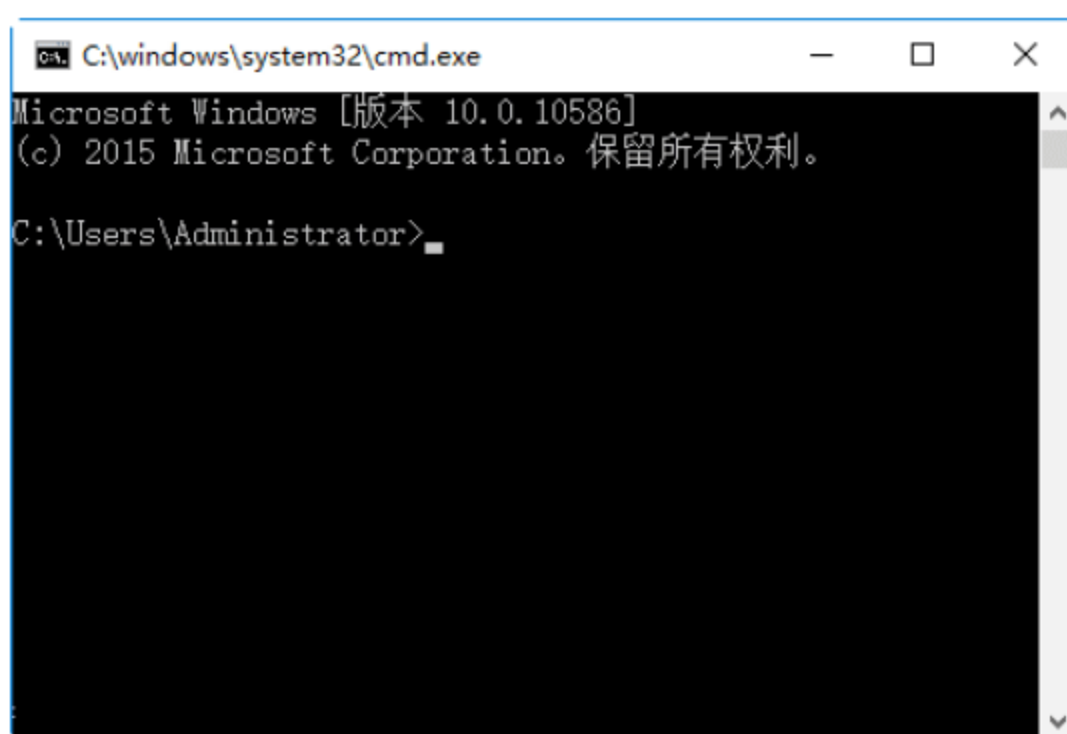 C:\windows\system32\cmd.exe
Microsoft Windows [版本 10.0.10586]
(c) 2015 Microsoft Corporation。保留所有权利。
C:\Users\Administrator>